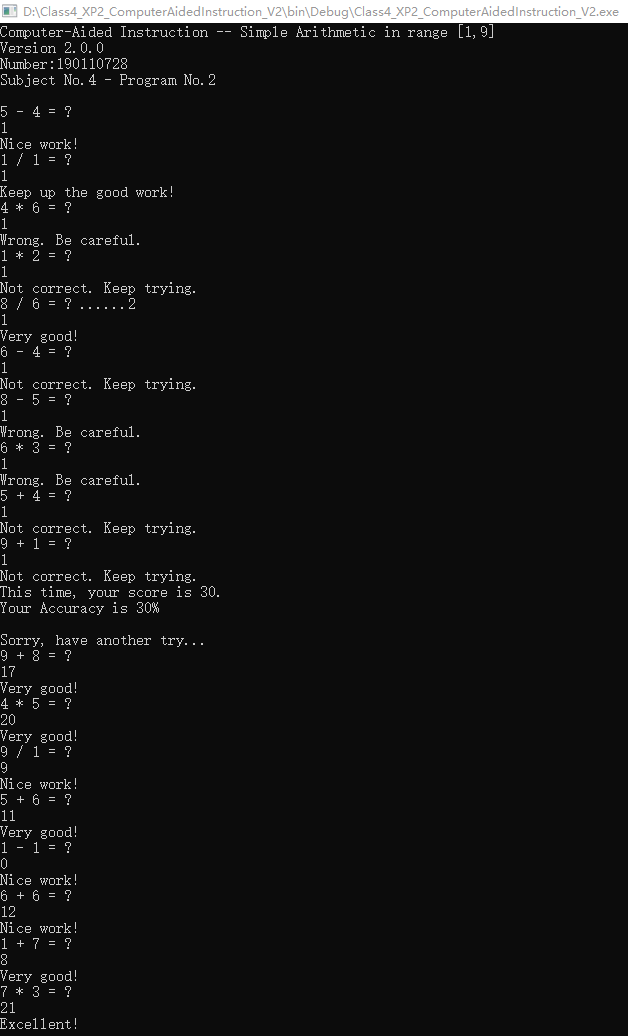 D:\Class4_XP2_ComputerAidedInstruction_V2\bin\Debug\Class4_XP2_ComputerAidedInstruction_V2.exe
Computer-Aided Instruction -- Simple Arithmetic in range [1,9]
Version 2.0.0
Number:190110728
Subject No.4 - Program No.2
5 - 4 = ?
1
Nice work!
1 / 1 = ?
1
Keep up the good work!
4 * 6 = ?
1
Wrong. Be careful.
1 * 2 = ?
1
Not correct. Keep trying.
8 / 6 = ? ......2
1
Very good!
6 - 4 = ?
1
Not correct. Keep trying.
8 - 5 = ?
1
Wrong. Be careful.
6 * 3 = ?
1
Wrong. Be careful.
5 + 4 = ?
1
Not correct. Keep trying.
9 + 1 = ?
1
Not correct. Keep trying.
This time, your score is 30.
Your Accuracy is 30%
Sorry, have another try...
9 + 8 = ?
17
Very good!
4 * 5 = ?
20
Very good!
9 / 1 = ?
9
Nice work!
5 + 6 = ?
11
Very good!
1 - 1 = ?
0
Nice work!
6 + 6 = ?
12
Nice work!
1 + 7 = ?
8
Very good!
7 * 3 = ?
21
Excellent!